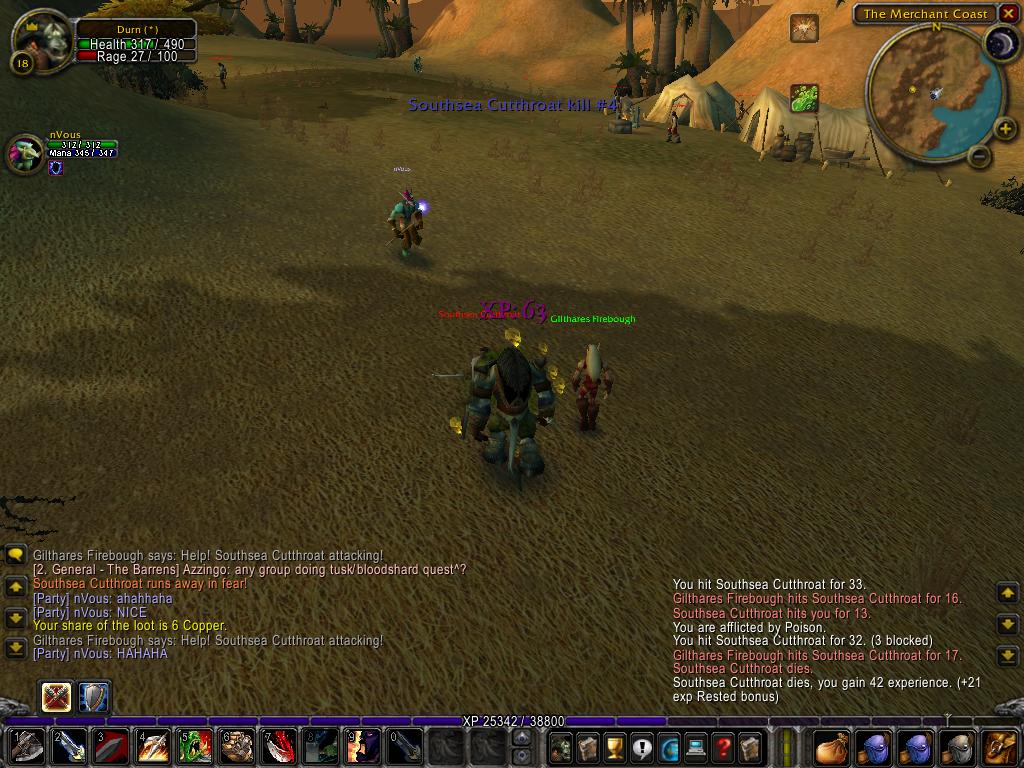 Durn (*)
The Merchant Coast
Health 317 / 490
N
Rage 27 / 100
18
Southsea Cutthroat kill #4
nVous
312 / 312
Mana 345 / 347
nVous
XP: 63
Southsea Cutthroat
Gilthares Firebough
Gilthares Firebough says: Help! Southsea Cutthroat attacking!
[2. General - The Barrens] Azzingo: any group doing tusk/bloodshard quest^?
Southsea Cutthroat runs away in fear!
[Party] nVous: ahahhaha
[Party] nVous: NICE
Your share of the loot is 6 Copper.
Gilthares Firebough says: Help! Southsea Cutthroat attacking!
[Party] nVous: HAHAHA
You hit Southsea Cutthroat for 33.
Gilthares Firebough hits Southsea Cutthroat for 16.
Southsea Cutthroat hits you for 13.
You are afflicted by Poison.
You hit Southsea Cutthroat for 32. (3 blocked)
Gilthares Firebough hits Southsea Cutthroat for 17.
Southsea Cutthroat dies.
Southsea Cutthroat dies, you gain 42 experience. (+21
exp Rested bonus)
XP 25342 / 38800
1 2 3 4 5 6 7 8 9 0